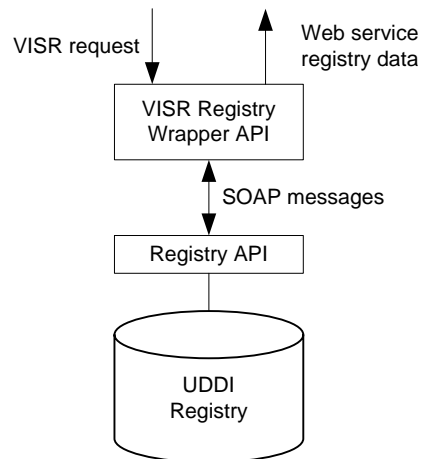 VISR request
Web service
registry data
VISR Registry
Wrapper API
SOAP messages
Registry API
UDDI
Registry